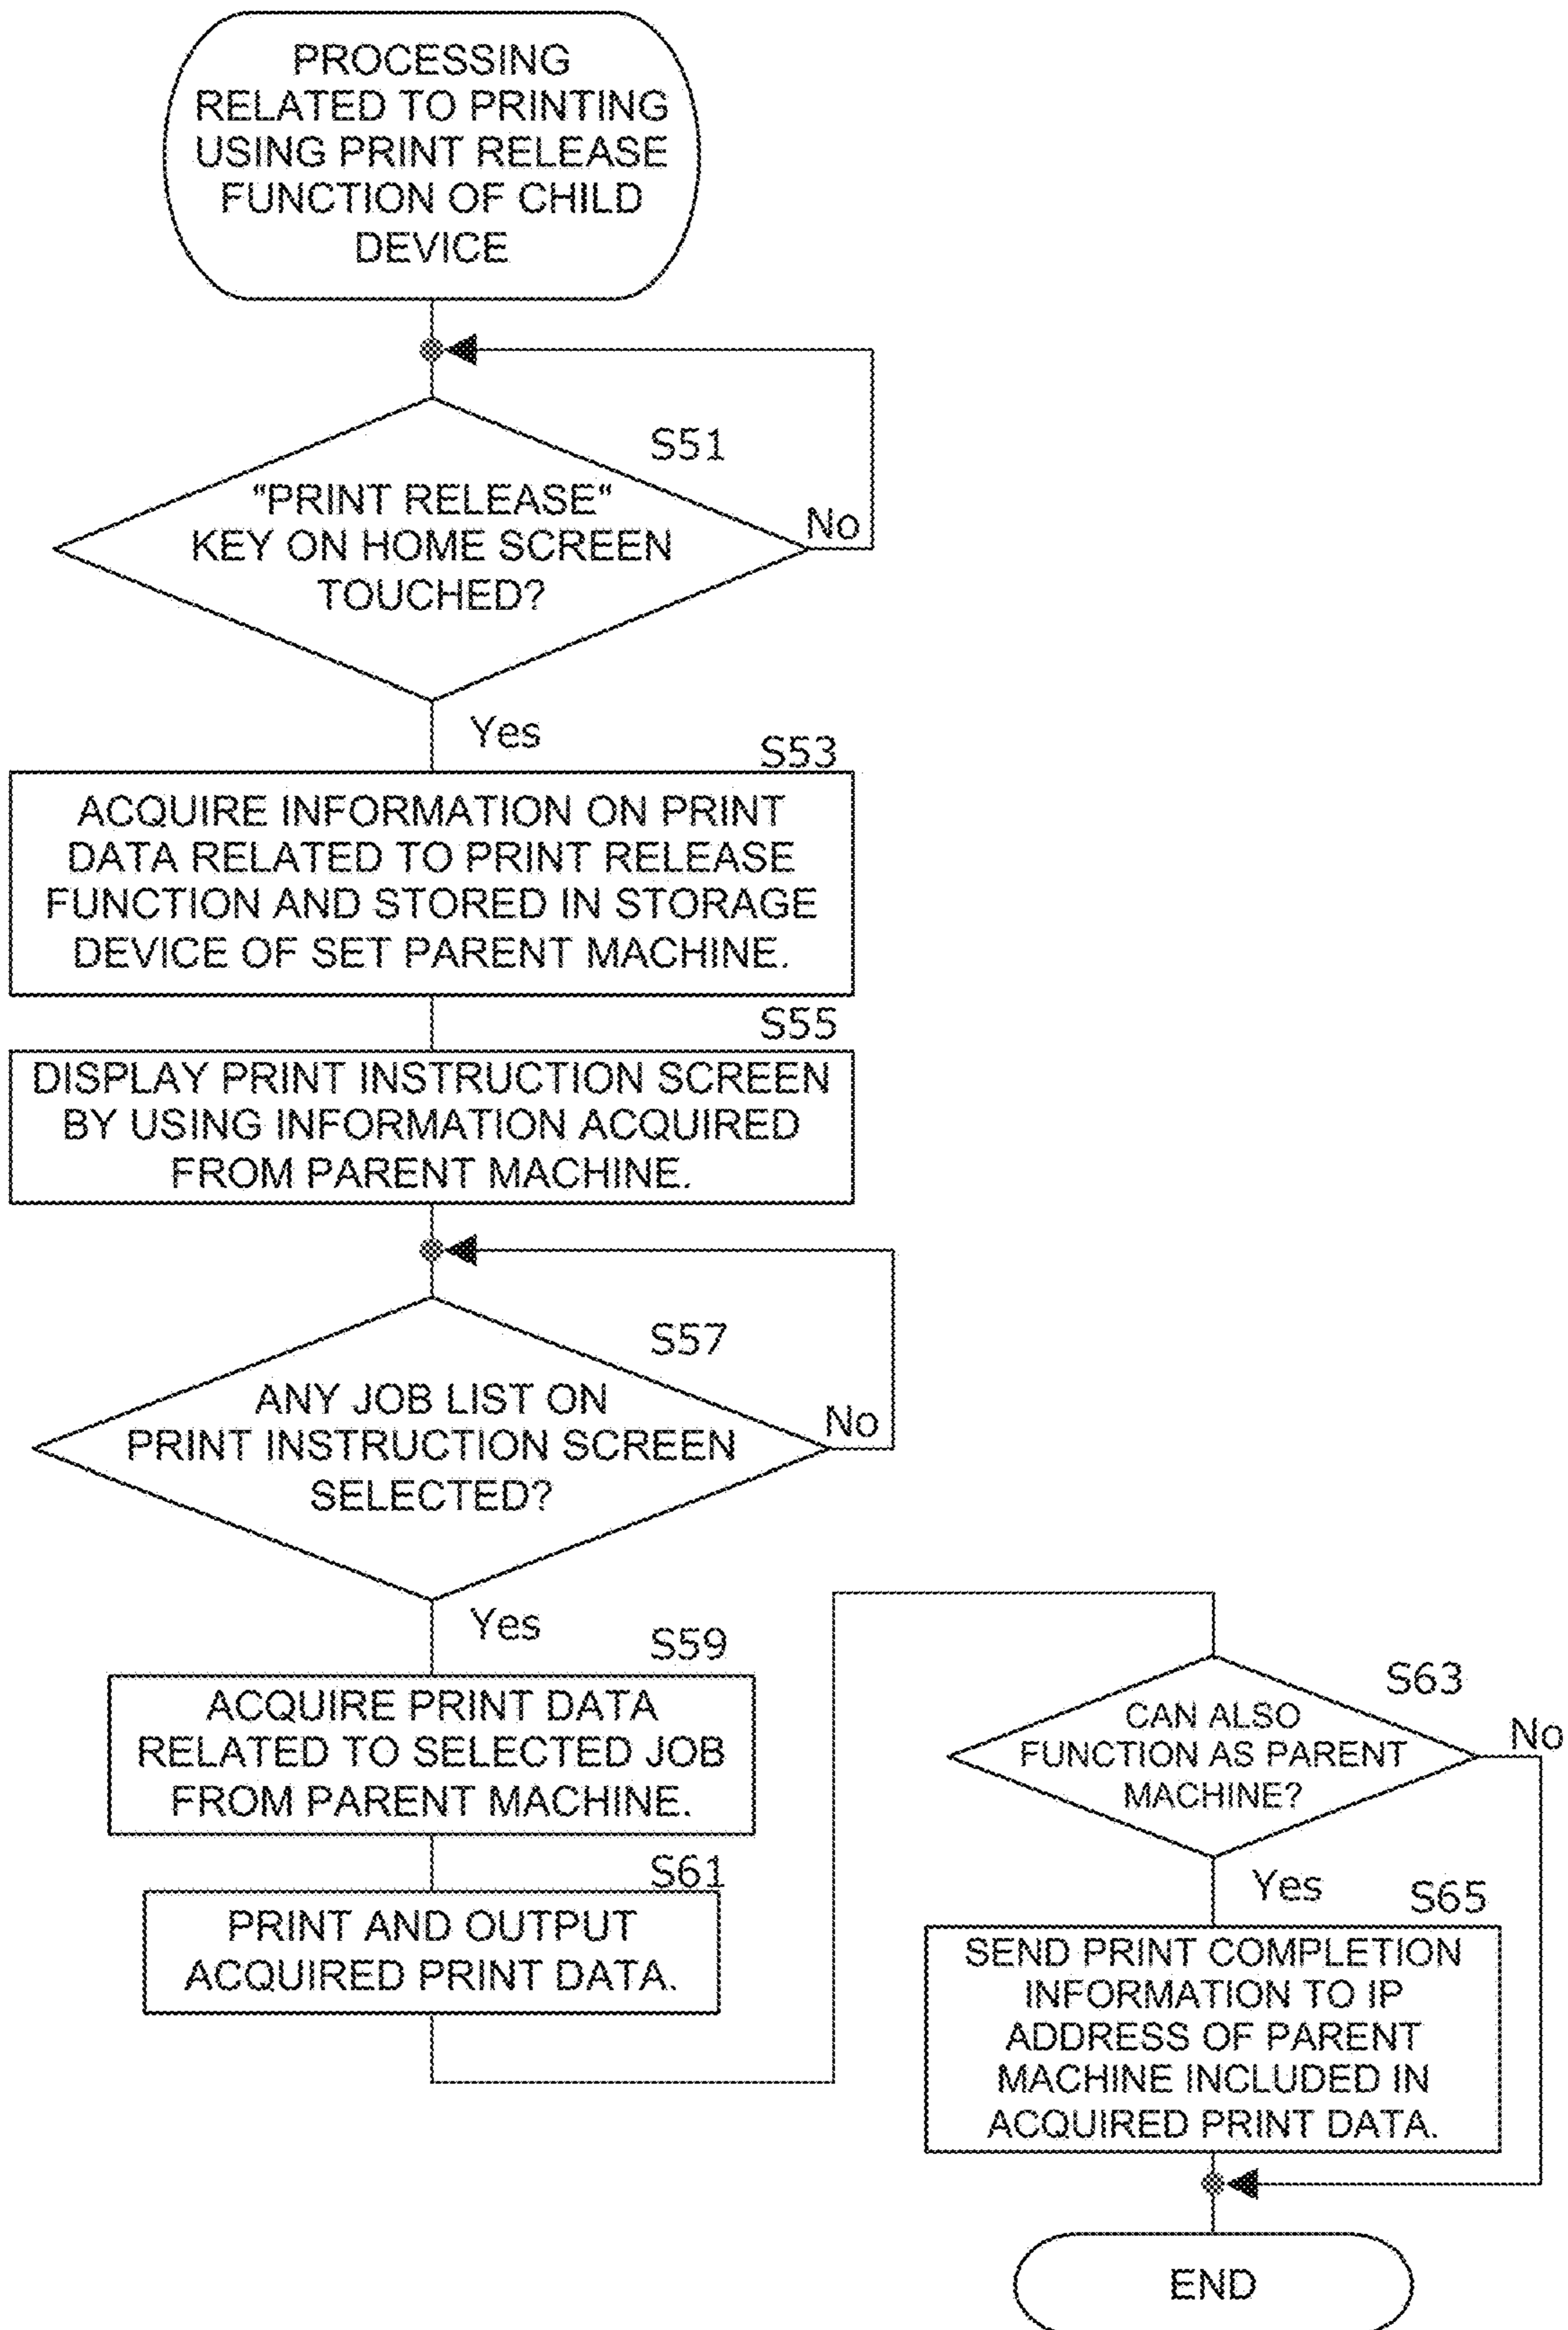 PROCESSING
RELATED TO PRINTING
USING PRINT RELEASE
FUNCTION OF CHILD
DEVICE
S51
"PRINT RELEASE"
KEY ON HOME SCREEN
TOUCHED?
No
Yes
S53
ACQUIRE INFORMATION ON PRINT
DATA RELATED TO PRINT RELEASE
FUNCTION AND STORED IN STORAGE
DEVICE OF SET PARENT MACHINE.
S55
DISPLAY PRINT INSTRUCTION SCREEN
BY USING INFORMATION ACQUIRED
FROM PARENT MACHINE.
S57
ANY JOB LIST ON
PRINT INSTRUCTION SCREEN
SELECTED?
No
Yes
S59
ACQUIRE PRINT DATA
RELATED TO SELECTED JOB
FROM PARENT MACHINE.
S61
PRINT AND OUTPUT
ACQUIRED PRINT DATA.
S63
CAN ALSO
FUNCTION AS PARENT
MACHINE?
No
Yes
S65
SEND PRINT COMPLETION
INFORMATION TO IP
ADDRESS OF PARENT
MACHINE INCLUDED IN
ACQUIRED PRINT DATA.
END